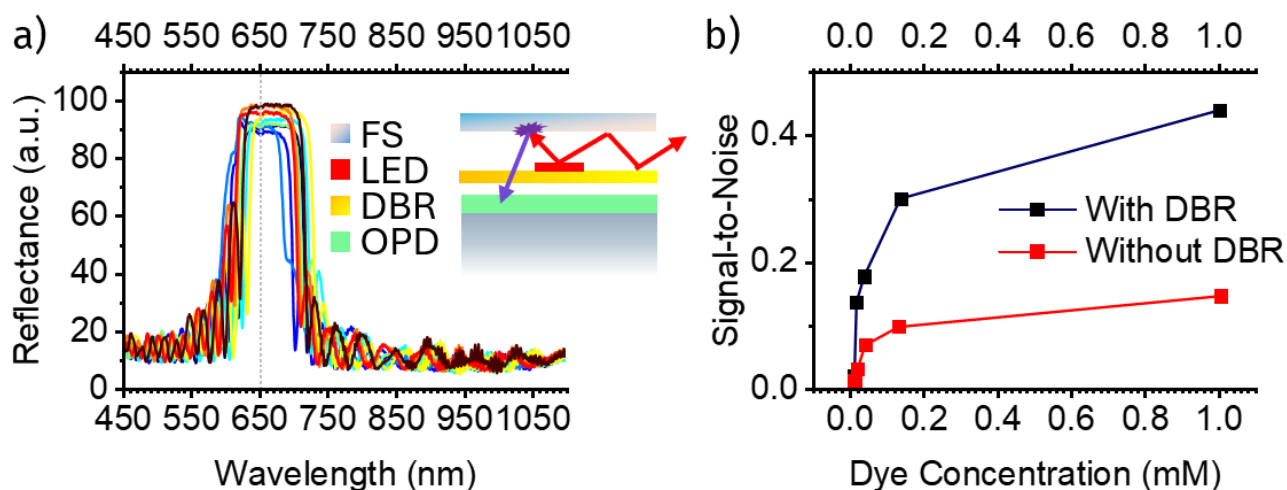 a)
450 550 650 750 850 950 1050
Reflectance (a.u.)
100
80
60
40
20
0
FS
LED
DBR
OPD
450 550 650 750 850 950 1050
Wavelength (nm)
b)
0.0 0.2 0.4 0.6 0.8 1.0
Signal-to-Noise
0.4
0.2
0.0
With DBR
Without DBR
0.0 0.2 0.4 0.6 0.8 1.0
Dye Concentration (mM)